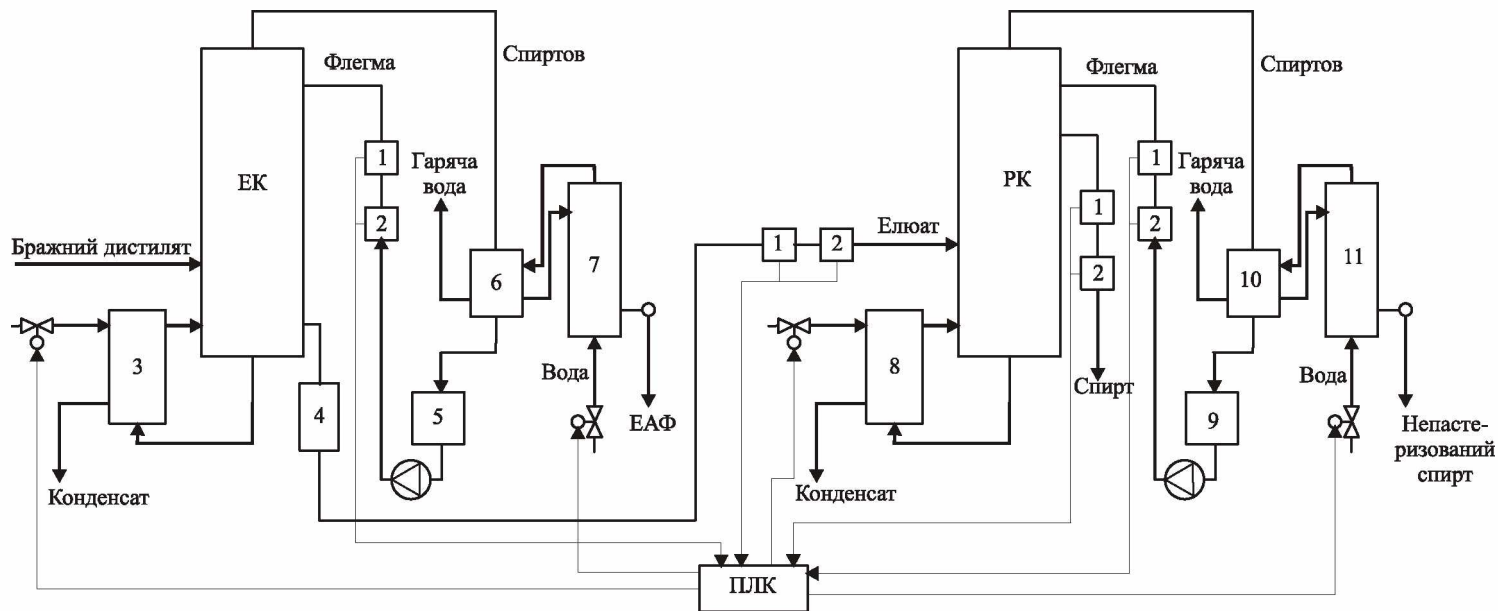 Спиртов
Флегма
ЕК
1
2
Гаряча
вода
Бражний дистилят
6
7
3
4
5
Вода
ЕАФ
Конденсат
Спиртов
Флегма
РК
1
2
1
2
Гаряча
вода
1
2
Елюат
10
11
8
9
Спирт
Вода
Конденсат
Непасте-
ризований
спирт
ПЛК